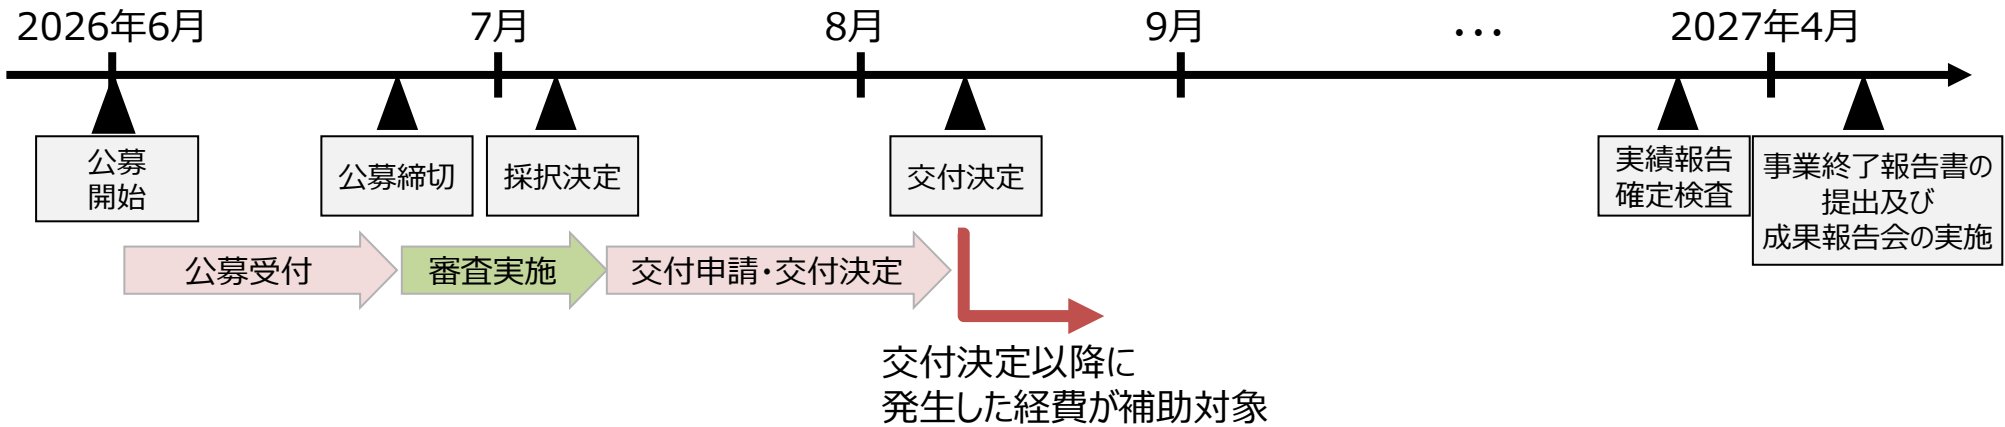 2026年6月
7月
8月
9月
・・・
2027年4月
公募
開始
公募締切
採択決定
交付決定
実績報告
確定検査
事業終了報告書の
提出及び
成果報告会の実施
公募受付
審査実施
交付申請・交付決定
交付決定以降に
発生した経費が補助対象